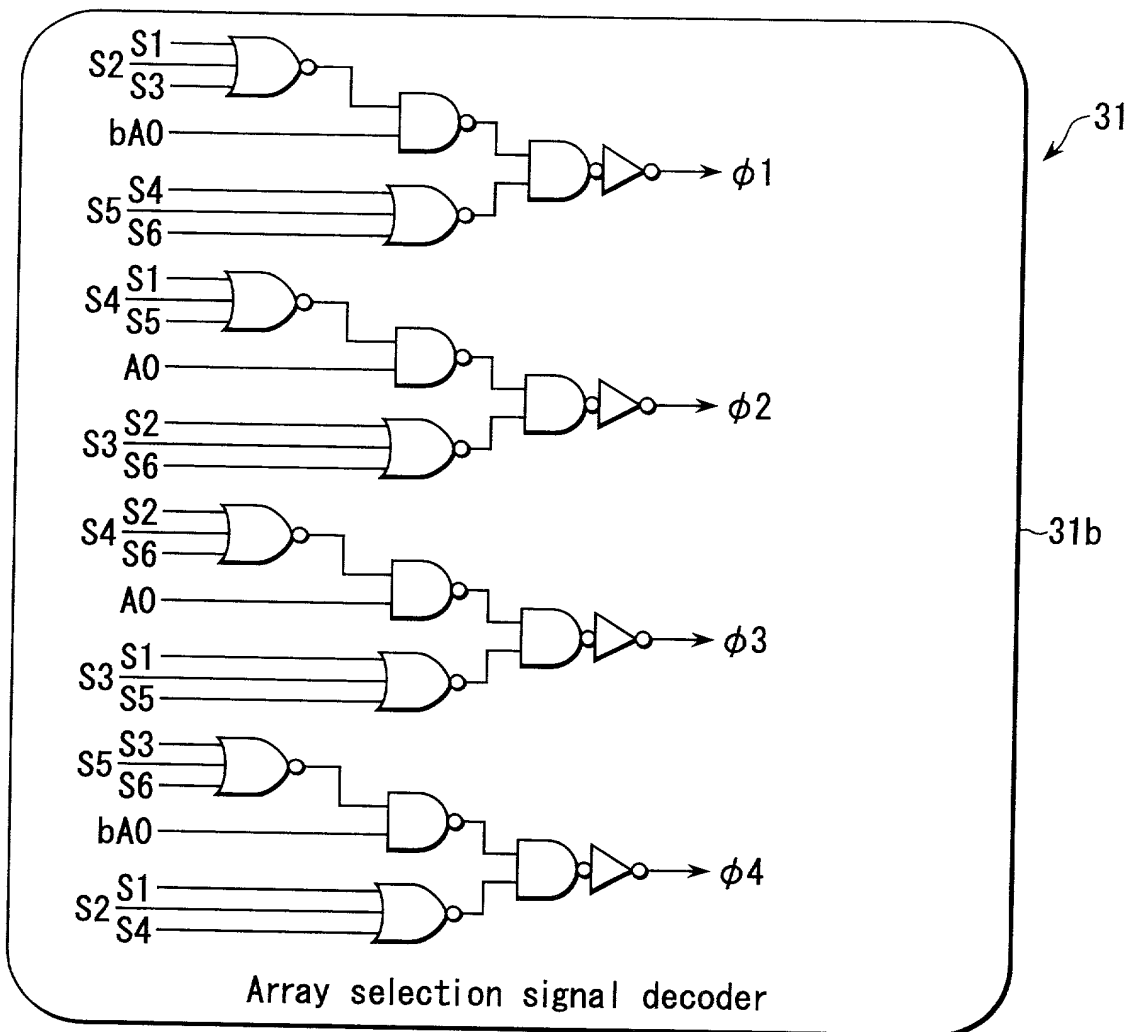 S1
S2
S3
bA0
S4
S5
S6
φ1
31
S1
S4
S5
A0
S2
S3
S6
φ2
S2
S4
S6
A0
S1
S3
S5
φ3
31b
S3
S5
S6
bA0
S1
S2
S4
φ4
Array selection signal decoder